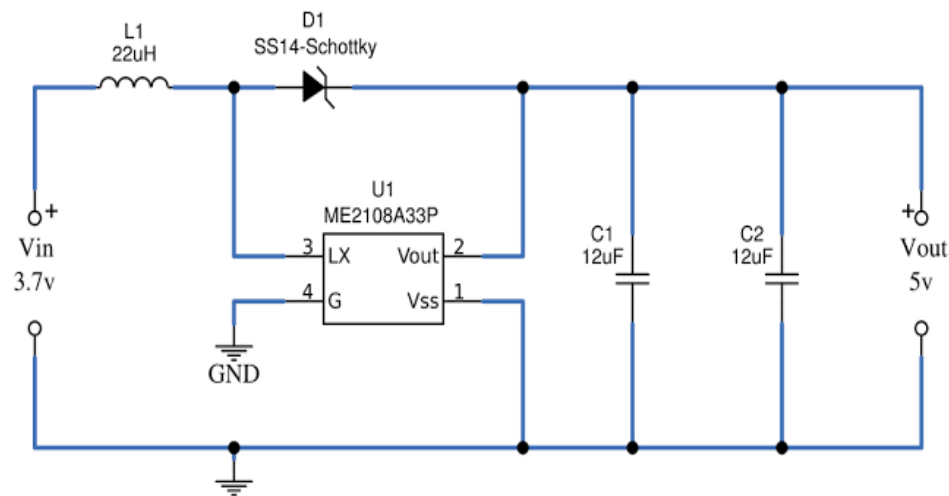 L1
22uH
D1
SS14-Schottky
U1
ME2108A33P
3 LX Vout 2
4 G Vss 1
GND
+
Vin
3.7v
C1
12uF
C2
12uF
+
Vout
5v